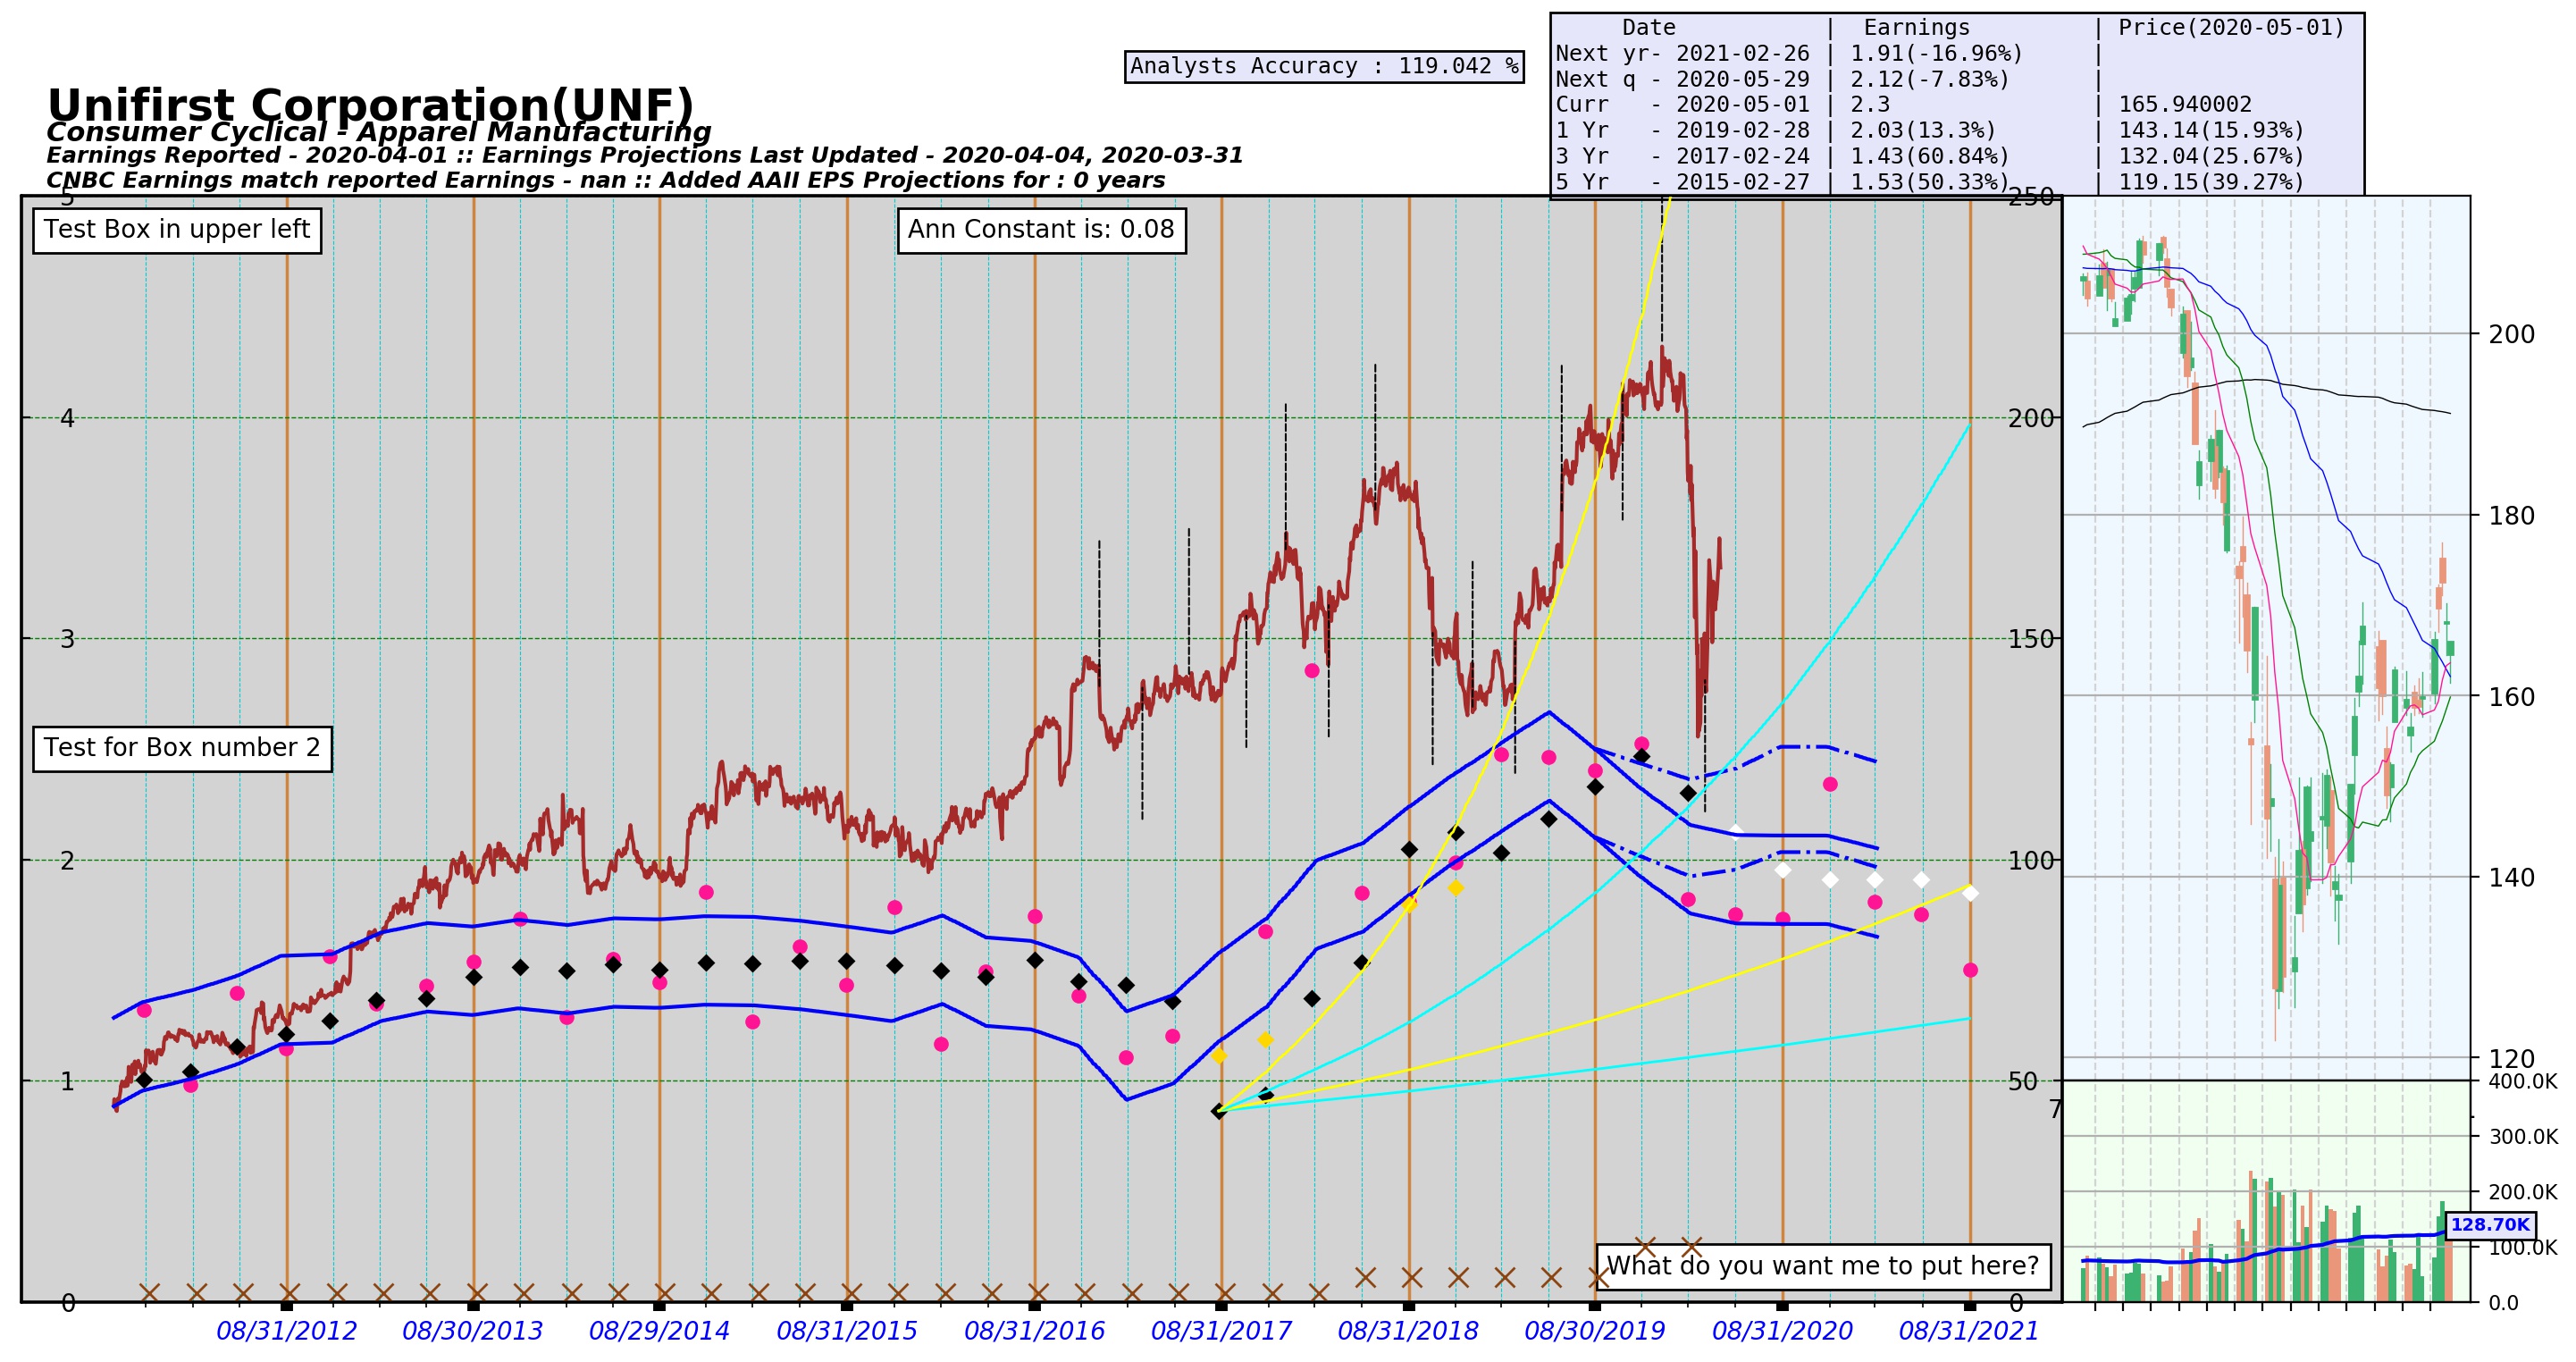 Date | Earnings | Price(2020-05-01)
Next yr- 2021-02-26 | 1.91(-16.96%) |
Next q - 2020-05-29 | 2.12(-7.83%) |
Curr - 2020-05-01 | 2.3 | 165.940002
1 Yr - 2019-02-28 | 2.03(13.3%) | 143.14(15.93%)
3 Yr - 2017-02-24 | 1.43(60.84%) | 132.04(25.67%)
5 Yr - 2015-02-27 | 1.53(50.33%) | 119.15(39.27%)
Analysts Accuracy : 119.042 %
Unifirst Corporation(UNF)
Consumer Cyclical - Apparel Manufacturing
Earnings Reported - 2020-04-01 :: Earnings Projections Last Updated - 2020-04-04, 2020-03-31
CNBC Earnings match reported Earnings - nan :: Added AAII EPS Projections for : 0 years
5
250
Test Box in upper left
Ann Constant is: 0.08
200
4
200
180
3
150
160
Test for Box number 2
2
100
140
120
1
50
400.0K
7
300.0K
200.0K
128.70K
100.0K
What do you want me to put here?
0
0
0.0
08/31/2012 08/30/2013 08/29/2014 08/31/2015 08/31/2016 08/31/2017 08/31/2018 08/30/2019 08/31/2020 08/31/2021